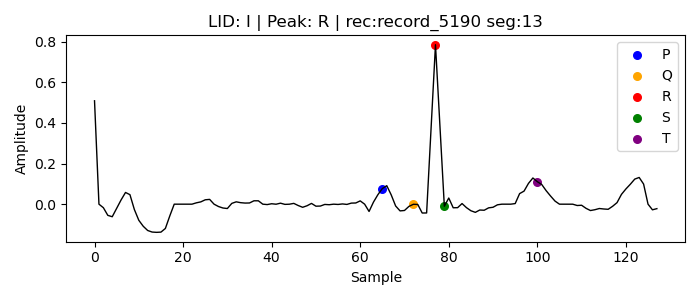 LID: I | Peak: R | rec:record_5190 seg:13
Amplitude
0.8
0.6
0.4
0.2
0.0
P
Q
R
S
T
0 20 40 60 80 100 120
Sample